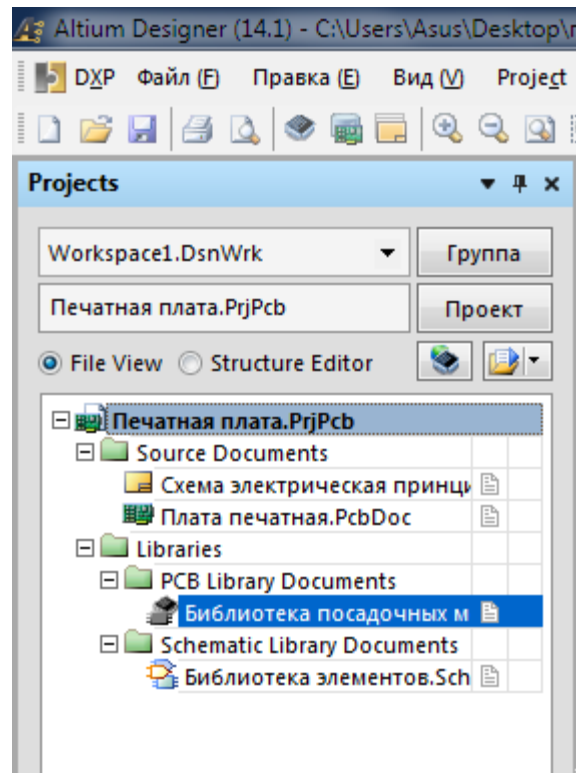 Altium Designer (14.1) - C:\Users\Asus\Desktop\
DXP Файл (F) Правка (E) Вид (V) Project
Projects
Workspace1.DsnWrk Группа
Печатная плата.PrjPcb Проект
File View Structure Editor
Печатная плата.PrjPcb
Source Documents
Схема электрическая принци
Плата печатная.PcbDoc
Libraries
PCB Library Documents
Библиотека посадочных м
Schematic Library Documents
Библиотека элементов.Sch